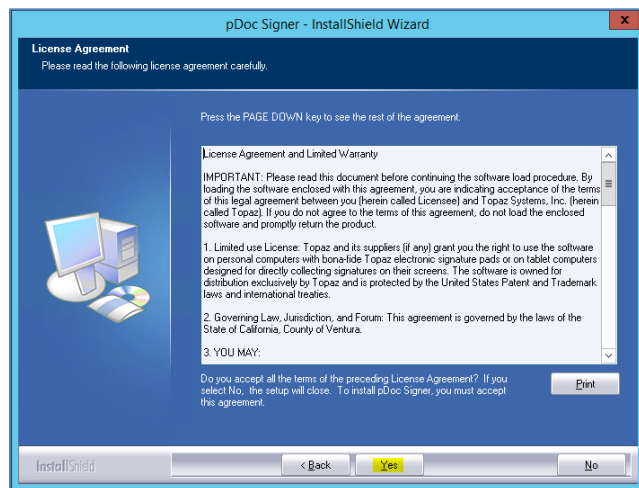 pDoc Signer - InstallShield Wizard
x
License Agreement
Please read the following license agreement carefully.
Press the PAGE DOWN key to see the rest of the agreement.
License Agreement and Limited Warranty
IMPORTANT: Please read this document before continuing the software load procedure. By
loading the software enclosed with this agreement, you are indicating acceptance of the terms
of this legal agreement between you (herein called Licensee) and Topaz Systems, Inc. (herein
called Topaz). If you do not agree to the terms of this agreement, do not load the enclosed
software and promptly return the product.
1. Limited use License: Topaz and its suppliers (if any) grant you the right to use the software
on personal computers with bona-fide Topaz electronic signature pads or on tablet computers
designed for directly collecting signatures on their screens. The software is owned for
distribution exclusively by Topaz and is protected by the United States Patent and Trademark
laws and international treaties.
2. Governing Law, Jurisdiction, and Forum: This agreement is governed by the laws of the
State of California, County of Ventura.
3. YOU MAY:
Do you accept all the terms of the preceding License Agreement? If you
select No, the setup will close. To install pDoc Signer, you must accept
this agreement.
Print
InstallShield
< Back
Yes
No